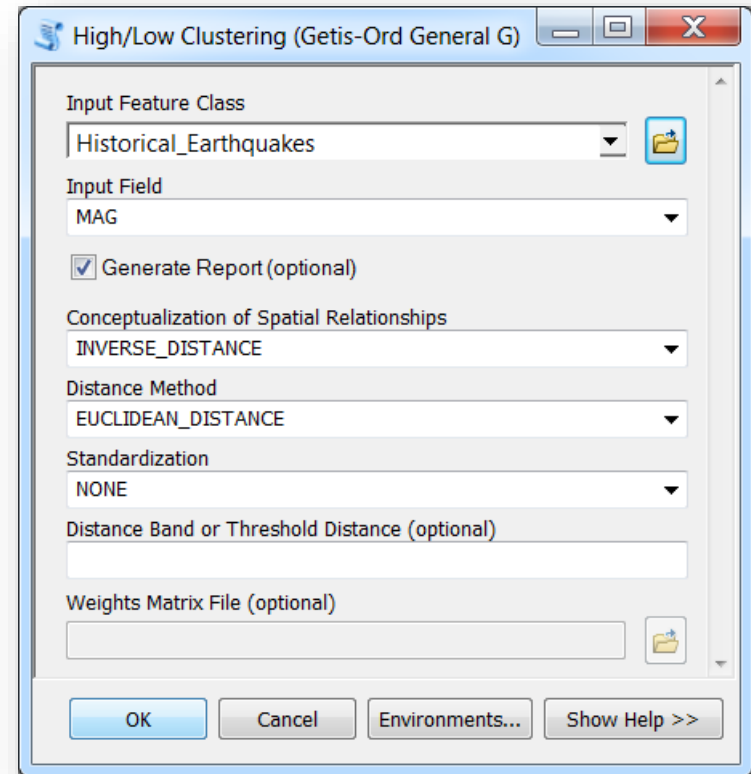 High/Low Clustering (Getis-Ord General G)
Input Feature Class
Historical_Earthquakes
Input Field
MAG
Generate Report (optional)
Conceptualization of Spatial Relationships
INVERSE_DISTANCE
Distance Method
EUCLIDEAN_DISTANCE
Standardization
NONE
Distance Band or Threshold Distance (optional)
Weights Matrix File (optional)
OK Cancel Environments... Show Help >>